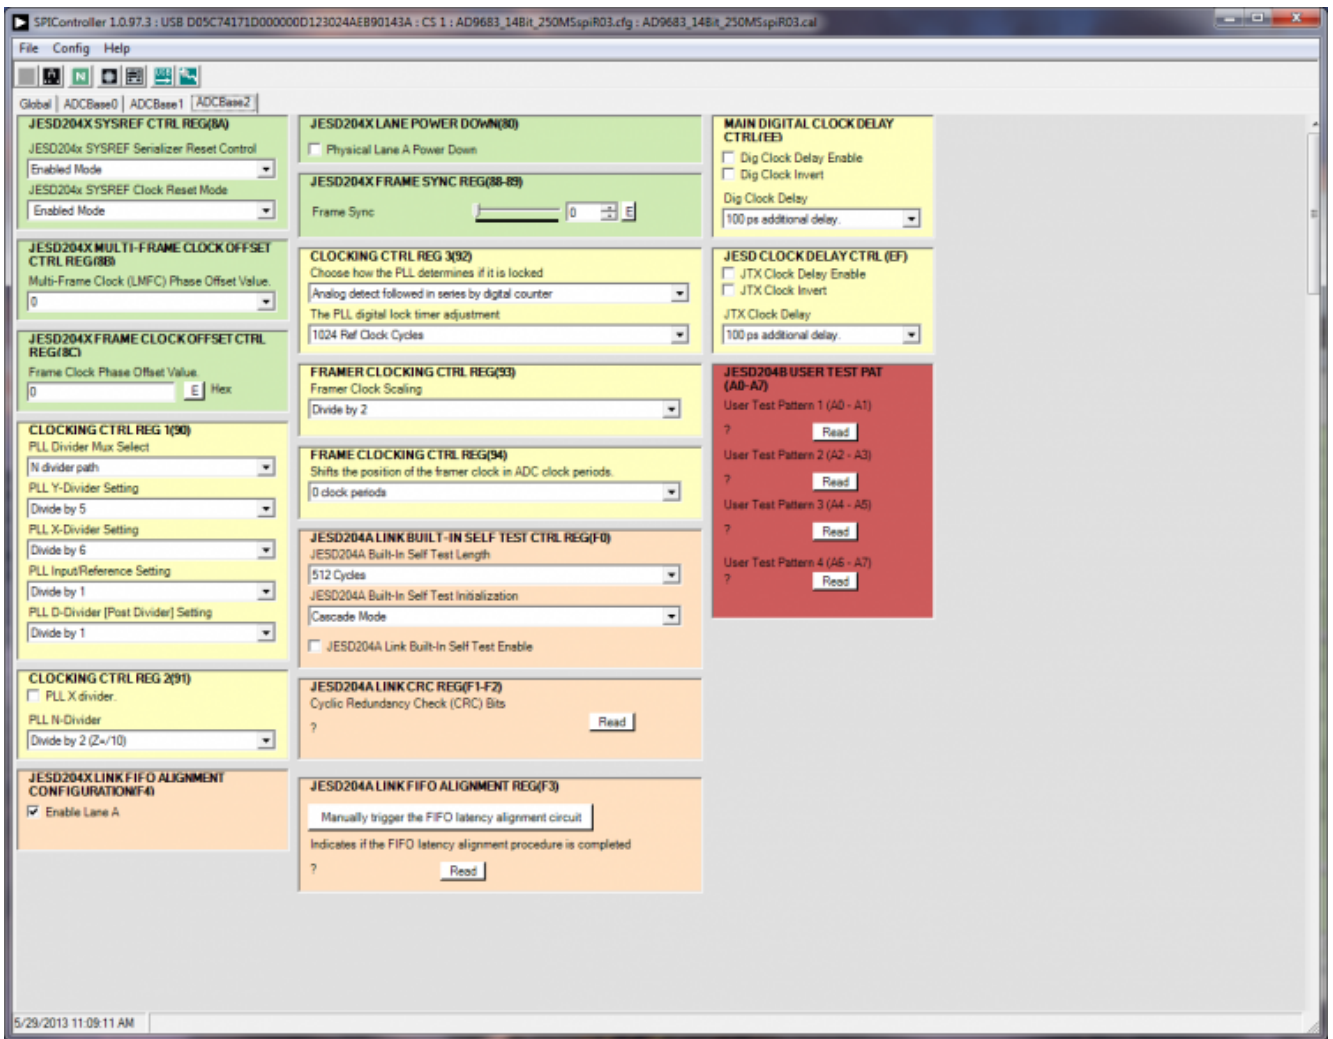 SPIController 1.0.97.3 : USB D05C74171D000000D123024AEB90143A : CS 1 : AD9683_14Bit_250MSspiR03.cfg : AD9683_14Bit_250MSspiR03.cal
File Config Help
Global ADCBase0 ADCBase1 ADCBase2
JESD204X SYSREF CTRL REG(8A)
JESD204x SYSREF Serializer Reset Control
Enabled Mode
JESD204x SYSREF Clock Reset Mode
Enabled Mode
JESD204X MULTI-FRAME CLOCK OFFSET
CTRL REG(8B)
Multi-Frame Clock (LMFC) Phase Offset Value.
0
JESD204X FRAME CLOCK OFFSET CTRL
REG(8C)
Frame Clock Phase Offset Value.
0 E Hex
CLOCKING CTRL REG 1(90)
PLL Divider Mux Select
N divider path
PLL Y-Divider Setting
Divide by 5
PLL X-Divider Setting
Divide by 6
PLL Input/Reference Setting
Divide by 1
PLL D-Divider [Post Divider] Setting
Divide by 1
CLOCKING CTRL REG 2(91)
PLL X divider.
PLL N-Divider
Divide by 2 (Z=/10)
JESD204X LINK FIFO ALIGNMENT
CONFIGURATION(F4)
Enable Lane A
JESD204X LANE POWER DOWN(80)
Physical Lane A Power Down
JESD204X FRAME SYNC REG(88-89)
Frame Sync 0 E
CLOCKING CTRL REG 3(92)
Choose how the PLL determines if it is locked
Analog detect followed in series by digital counter
The PLL digital lock timer adjustment
1024 Ref Clock Cycles
FRAMER CLOCKING CTRL REG(93)
Framer Clock Scaling
Divide by 2
FRAME CLOCKING CTRL REG(94)
Shifts the position of the framer clock in ADC clock periods.
0 clock periods
JESD204A LINK BUILT-IN SELF TEST CTRL REG(F0)
JESD204A Built-In Self Test Length
512 Cycles
JESD204A Built-In Self Test Initialization
Cascade Mode
JESD204A Link Built-In Self Test Enable
JESD204A LINK CRC REG(F1-F2)
Cyclic Redundancy Check (CRC) Bits
? Read
JESD204A LINK FIFO ALIGNMENT REG(F3)
Manually trigger the FIFO latency alignment circuit
Indicates if the FIFO latency alignment procedure is completed
? Read
MAIN DIGITAL CLOCK DELAY
CTRL(EE)
Dig Clock Delay Enable
Dig Clock Invert
Dig Clock Delay
100 ps additional delay.
JESD CLOCK DELAY CTRL (EF)
JTX Clock Delay Enable
JTX Clock Invert
JTX Clock Delay
100 ps additional delay.
JESD204B USER TEST PAT
(A0-A7)
User Test Pattern 1 (A0 - A1)
? Read
User Test Pattern 2 (A2 - A3)
? Read
User Test Pattern 3 (A4 - A5)
? Read
User Test Pattern 4 (A6 - A7)
? Read
5/29/2013 11:09:11 AM